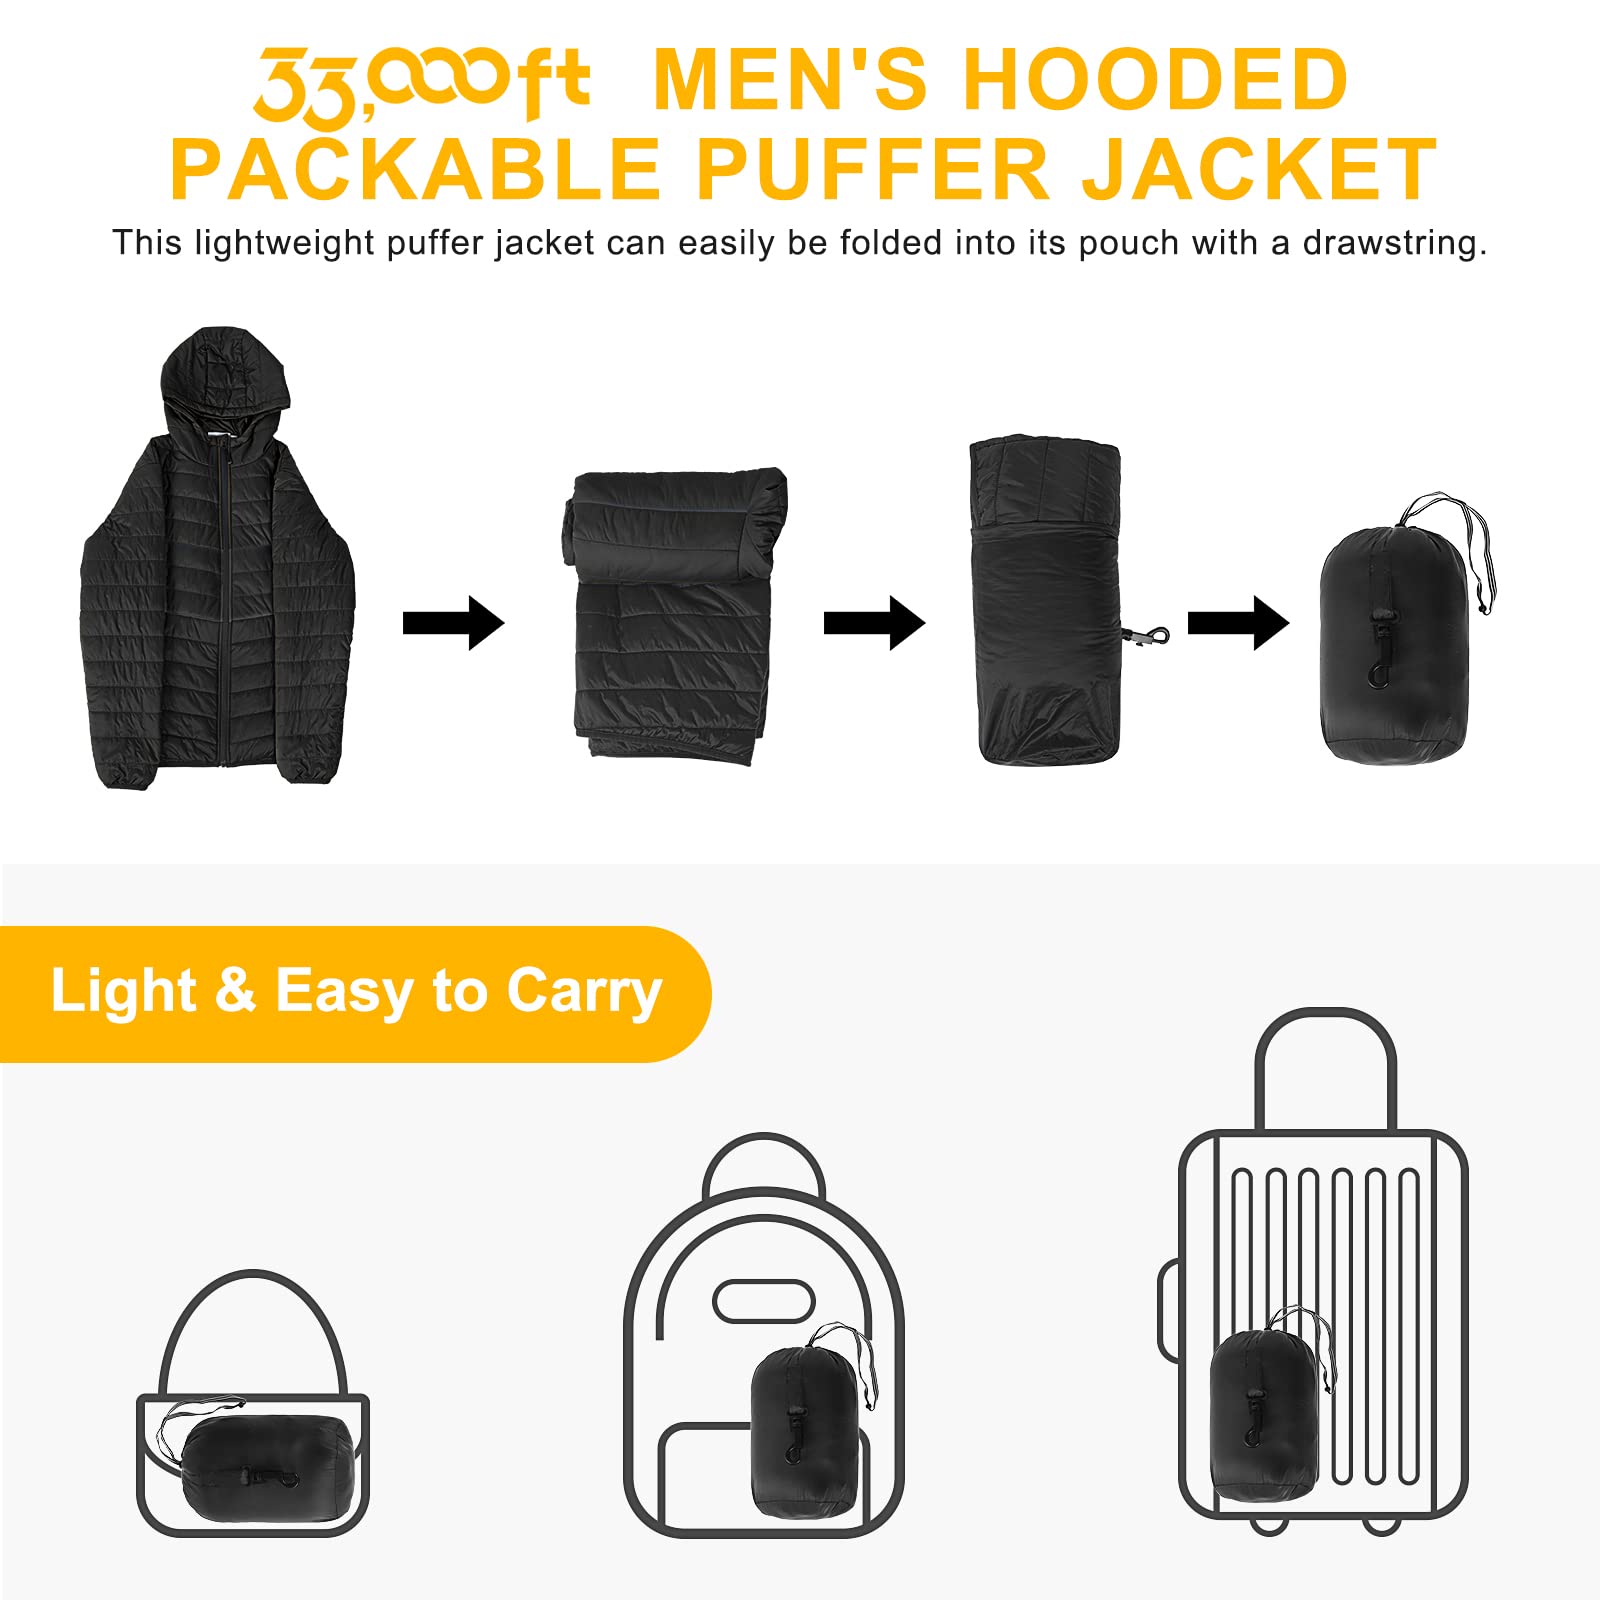 33,000ft MEN'S HOODED
PACKABLE PUFFER JACKET
This lightweight puffer jacket can easily be folded into its pouch with a drawstring.
Light & Easy to Carry